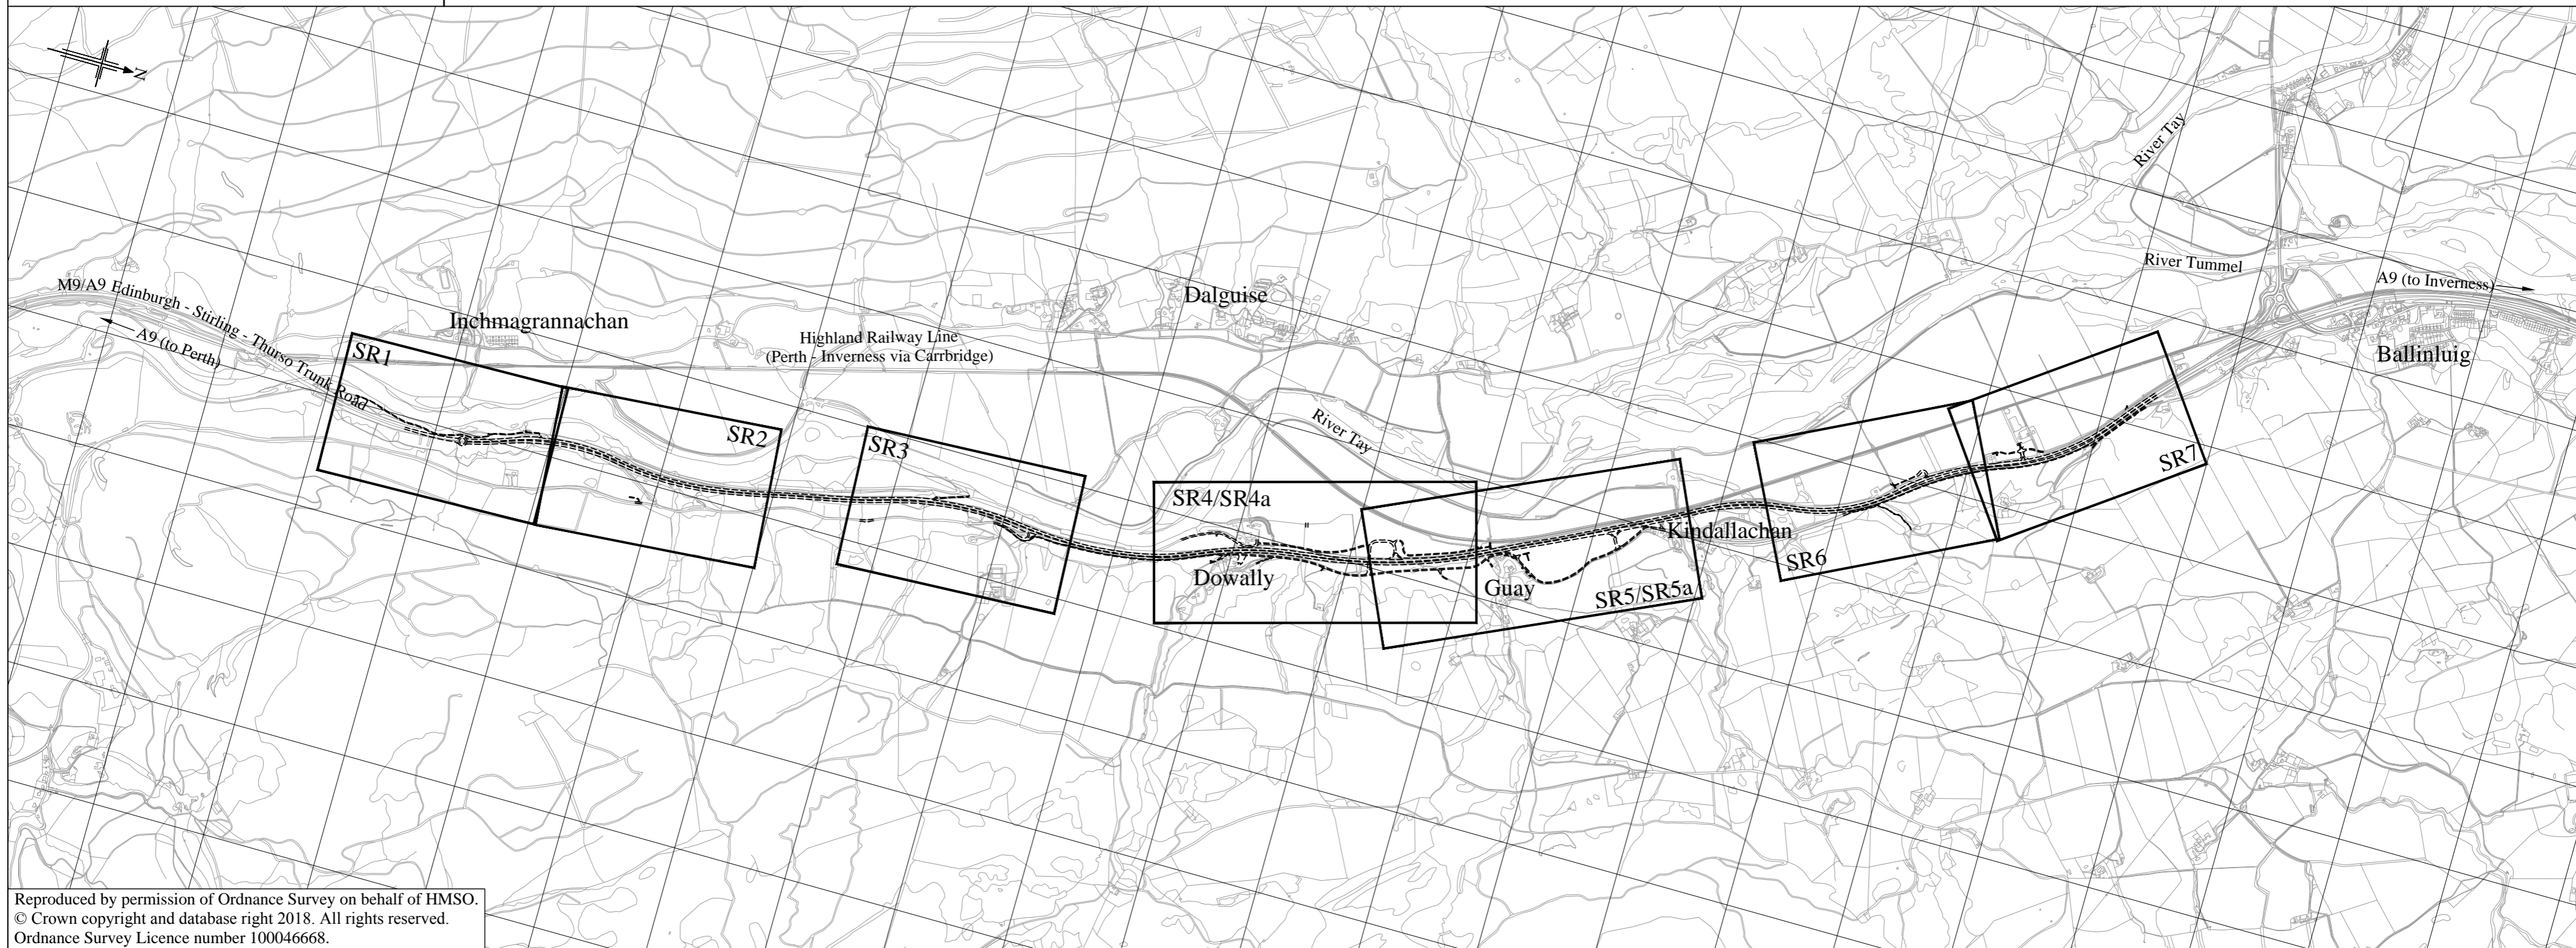 N
River Tay
River Tummel
A9 (to Inverness)
M9/A9 Edinburgh - Stirling - Thurso Trunk Road
A9 (to Perth)
Inchmagrannachan
Dalguise
Highland Railway Line
(Perth - Inverness via Carrbridge)
Ballinluig
SR1
SR2
SR3
River Tay
SR4/SR4a
Dowally
Guay
SR5/SR5a
Kindallachan
SR6
SR7
Reproduced by permission of Ordnance Survey on behalf of HMSO.
© Crown copyright and database right 2018. All rights reserved.
Ordnance Survey Licence number 100046668.